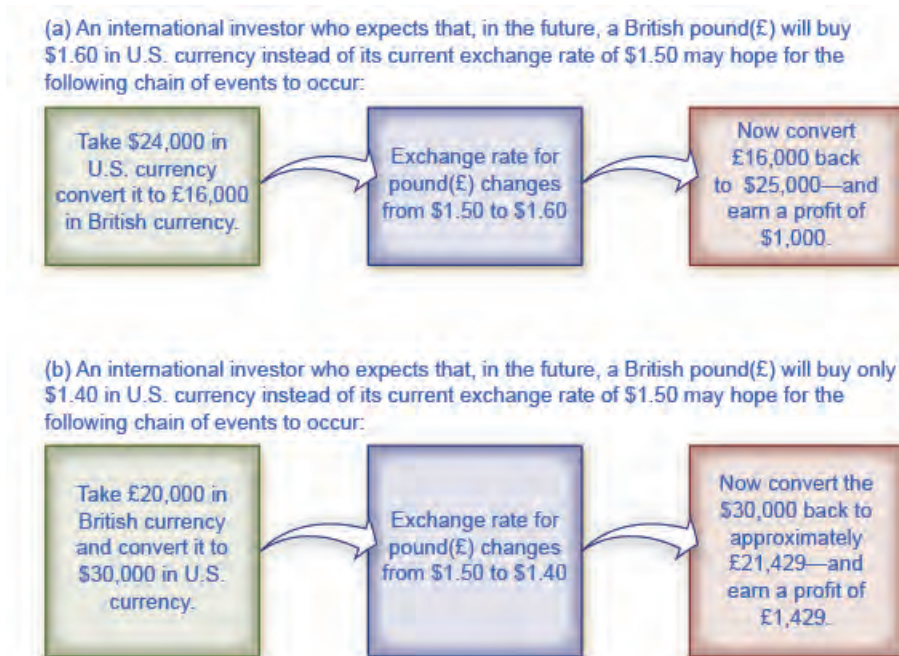 (a) An international investor who expects that, in the future, a British pound(£) will buy
$1.60 in U.S. currency instead of its current exchange rate of $1.50 may hope for the
following chain of events to occur:
Take $24,000 in
U.S. currency
convert it to £16,000
in British currency.
Exchange rate for
pound(£) changes
from $1.50 to $1.60
Now convert
£16,000 back
to $25,000—and
earn a profit of
$1,000.
(b) An international investor who expects that, in the future, a British pound(£) will buy only
$1.40 in U.S. currency instead of its current exchange rate of $1.50 may hope for the
following chain of events to occur:
Take £20,000 in
British currency
and convert it to
$30,000 in U.S.
currency.
Exchange rate for
pound(£) changes
from $1.50 to $1.40
Now convert the
$30,000 back to
approximately
£21,429—and
earn a profit of
£1,429.